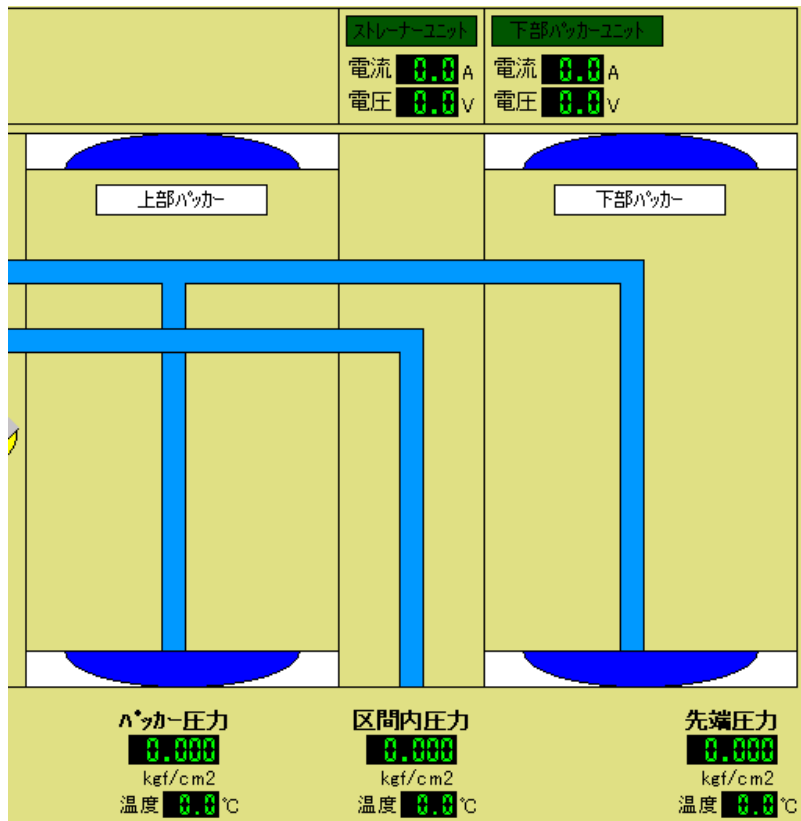 ストレーナーユニット 下部パッカーユニット
電流 0.0 A 電流 0.0 A
電圧 0.0 V 電圧 0.0 V
上部パッカー 下部パッカー
パッカー圧力 区間内圧力 先端圧力
0.000 0.000 0.000
kgf/cm2 kgf/cm2 kgf/cm2
温度 0.0 ℃ 温度 0.0 ℃ 温度 0.0 ℃